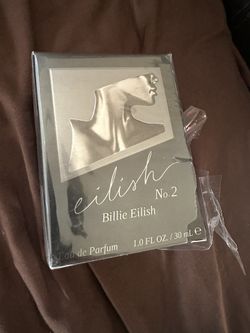 eilish
No. 2
Billie Eilish
Eau de Parfum 1.0 FL OZ. / 30 mL ℮